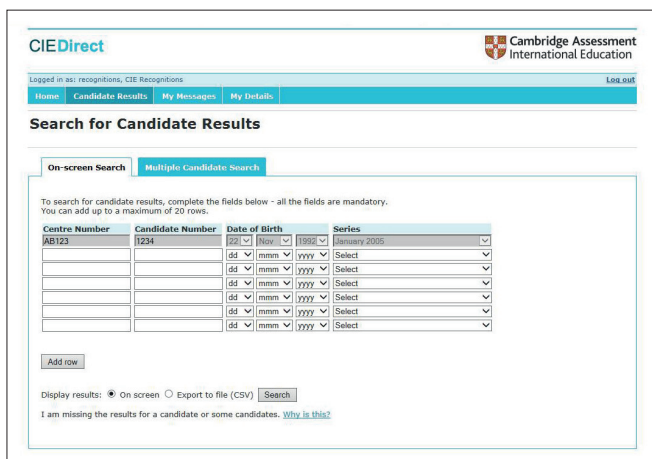 CIEDirect
Cambridge Assessment
International Education
Logged in as: recognitions, CIE Recognitions Log out
Home Candidate Results My Messages My Details
Search for Candidate Results
On-screen Search Multiple Candidate Search
To search for candidate results, complete the fields below - all the fields are mandatory.
You can add up to a maximum of 20 rows.
Centre Number Candidate Number Date of Birth Series
AB123 1234 22 Nov 1992 January 2005
dd mmm yyyy Select
dd mmm yyyy Select
dd mmm yyyy Select
dd mmm yyyy Select
dd mmm yyyy Select
dd mmm yyyy Select
Add row
Display results: On screen Export to file (CSV) Search
I am missing the results for a candidate or some candidates. Why is this?